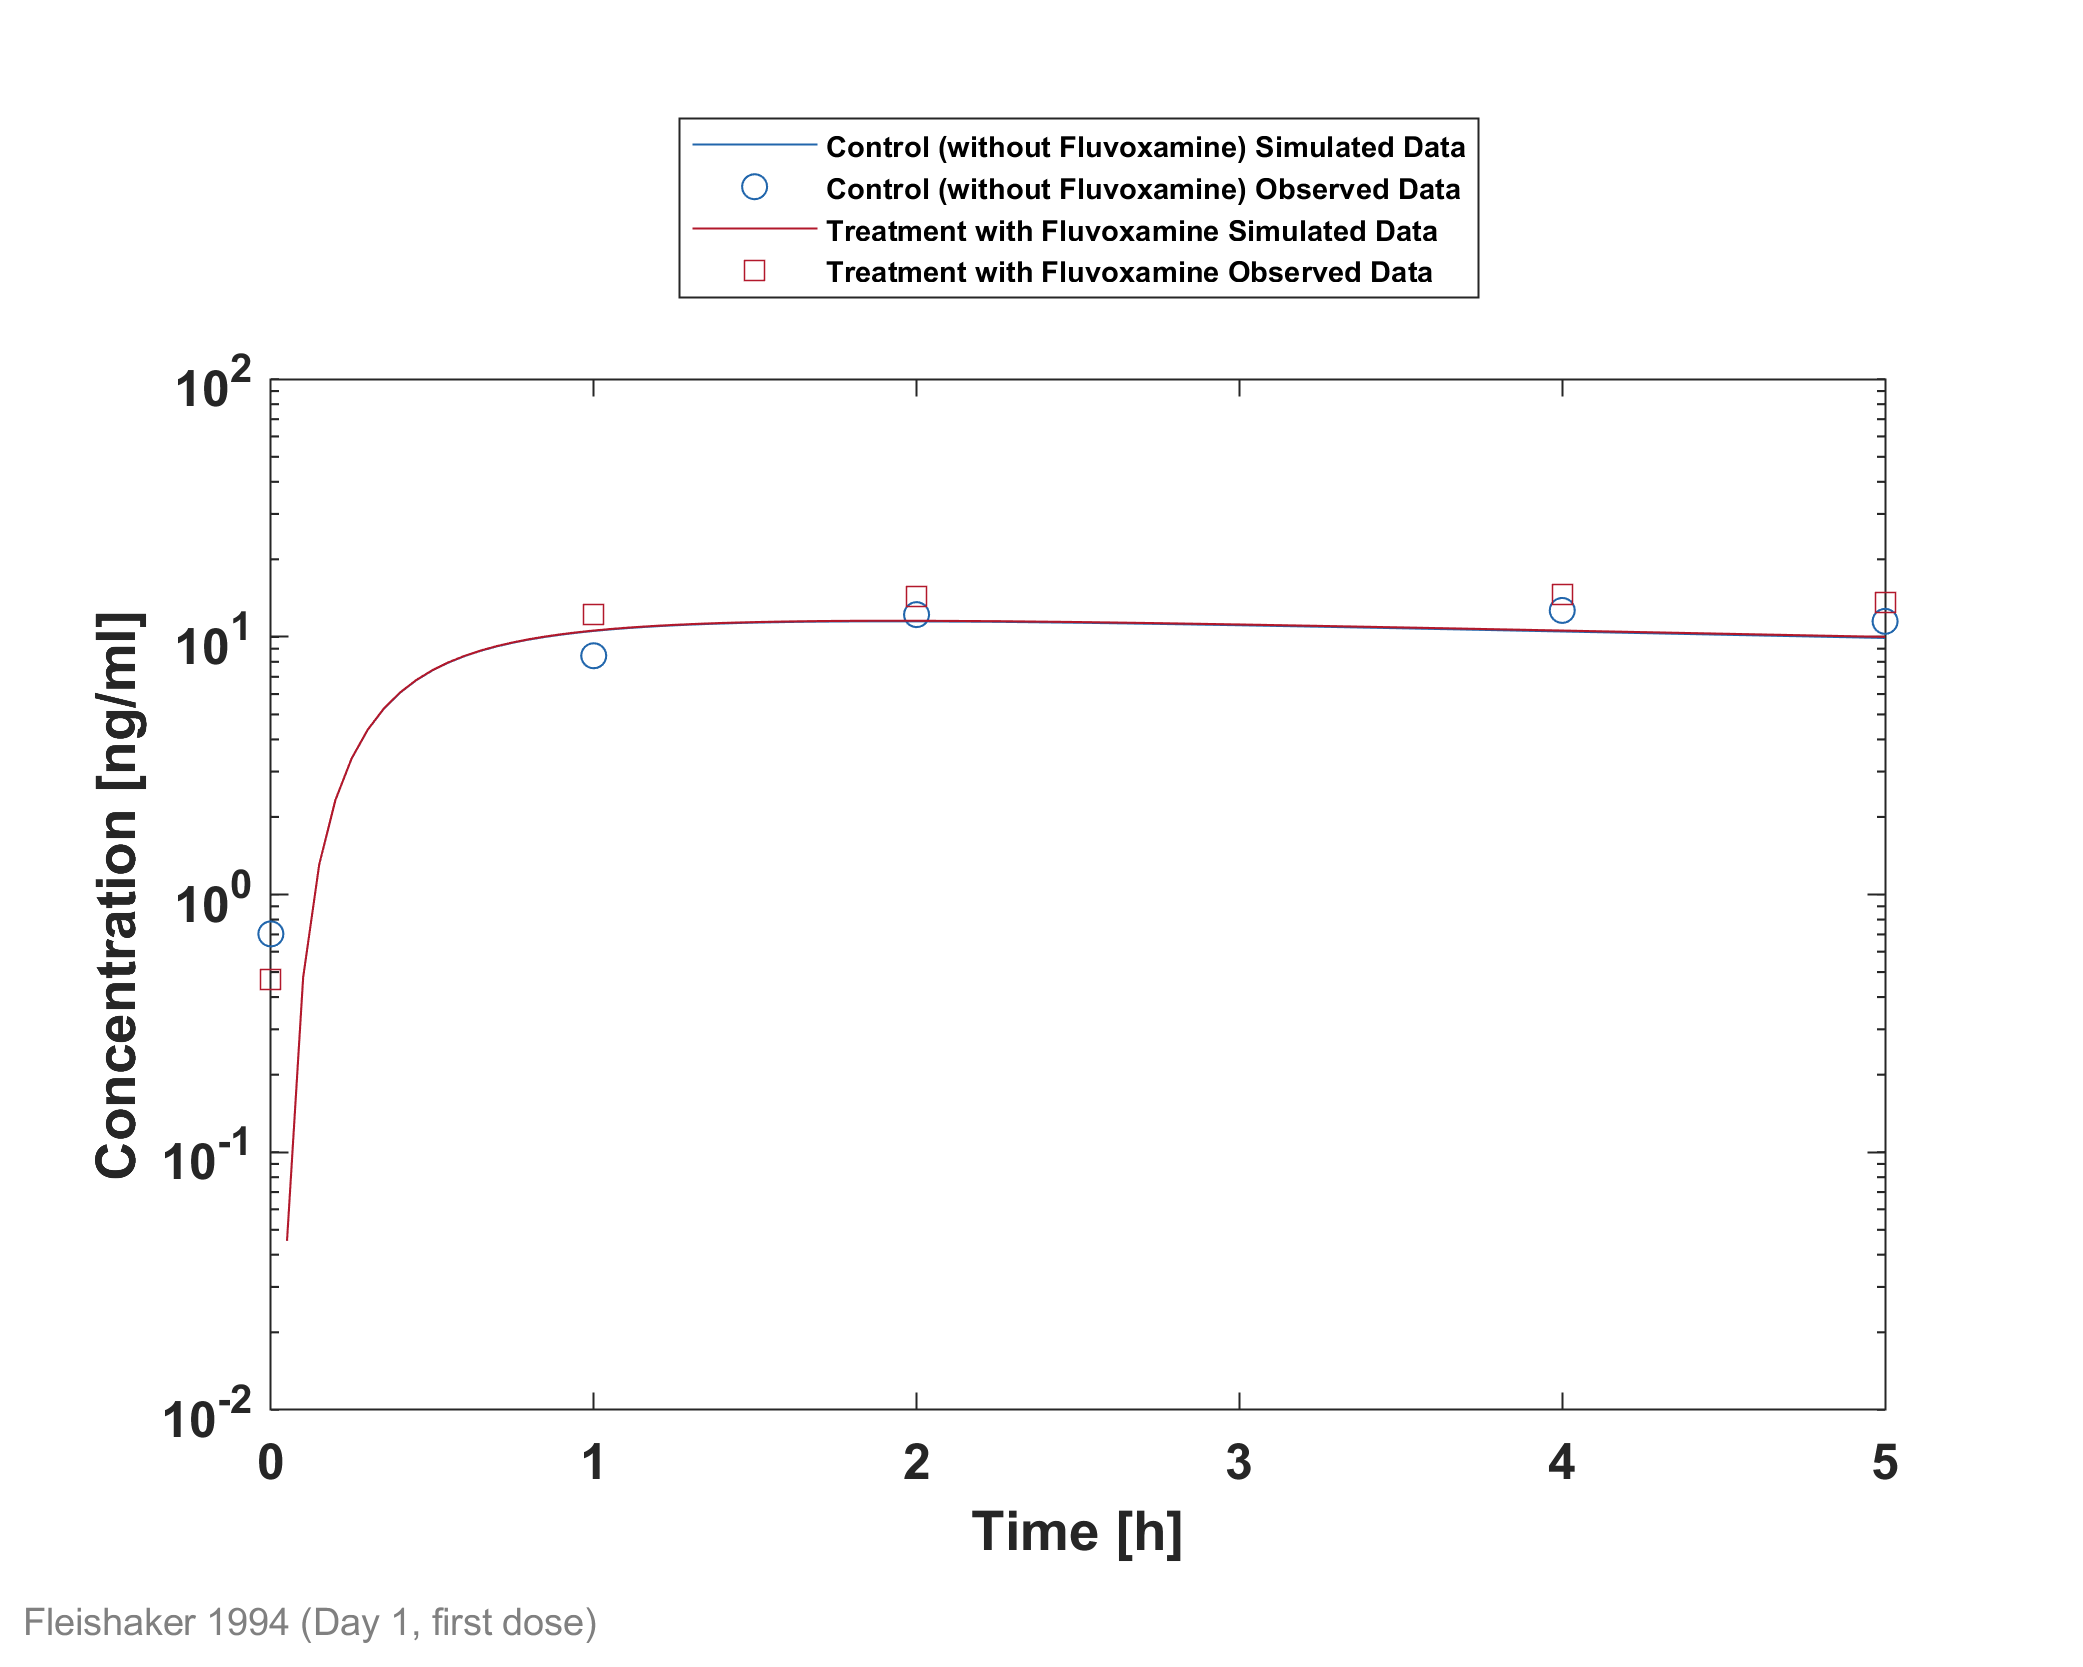 Control (without Fluvoxamine) Simulated Data
Control (without Fluvoxamine) Observed Data
Treatment with Fluvoxamine Simulated Data
Treatment with Fluvoxamine Observed Data
10^2
10^1
10^0
10^-1
10^-2
Concentration [ng/ml]
0 1 2 3 4 5
Time [h]
Fleishaker 1994 (Day 1, first dose)